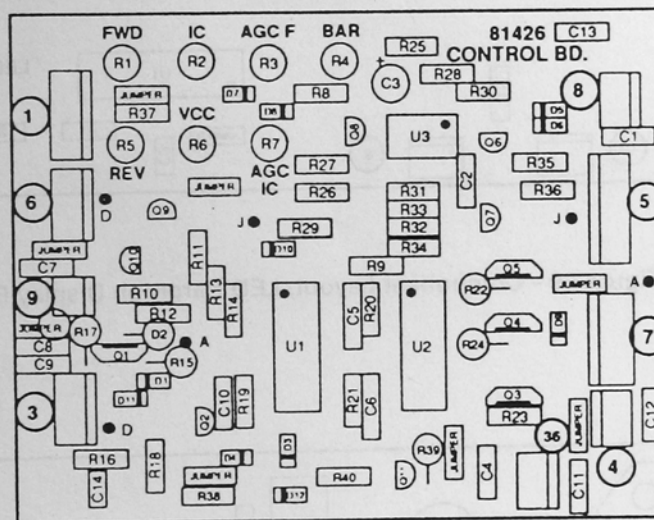 FWD IC AGC F BAR 81426 C13
R1 R2 R3 R4 R25 CONTROL BD.
+ C3 R28 R30
JUMPER D7 R8 8
1 R37 D5
VCC D6
R5 R6 R7 Q8 U3 Q6 C1
REV AGC R27 C2 R35
IC
6 JUMPER R26 R31 R36 5
D Q9 R33 Q7
J R29 R32 J
JUMPER R11 D10 R34
C7 Q10 R9 Q5
9 R10 R13 R14 R22 JUMPER A
R12 C5 R20 
JUMPER R17 D2 U1 U2 R24 Q4 7
C8 Q1 A
C9 R15
D1 C10 R19 R21 C6 Q3
3 D11 Q2 R23 36 C12
D D3 R39 JUMPER JUMPER
R16 R18 D4 4
JUMPER R40 C4
C14 R38 C11